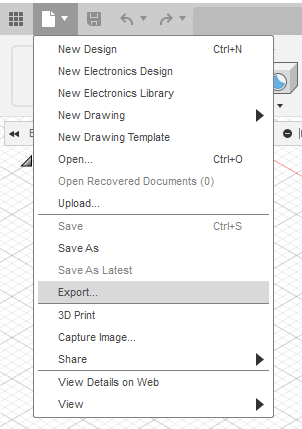 New Design Ctrl+N
New Electronics Design
New Electronics Library
New Drawing
New Drawing Template
Open... Ctrl+O
Open Recovered Documents (0)
Upload...
Save Ctrl+S
Save As
Save As Latest
Export...
3D Print
Capture Image...
Share
View Details on Web
View